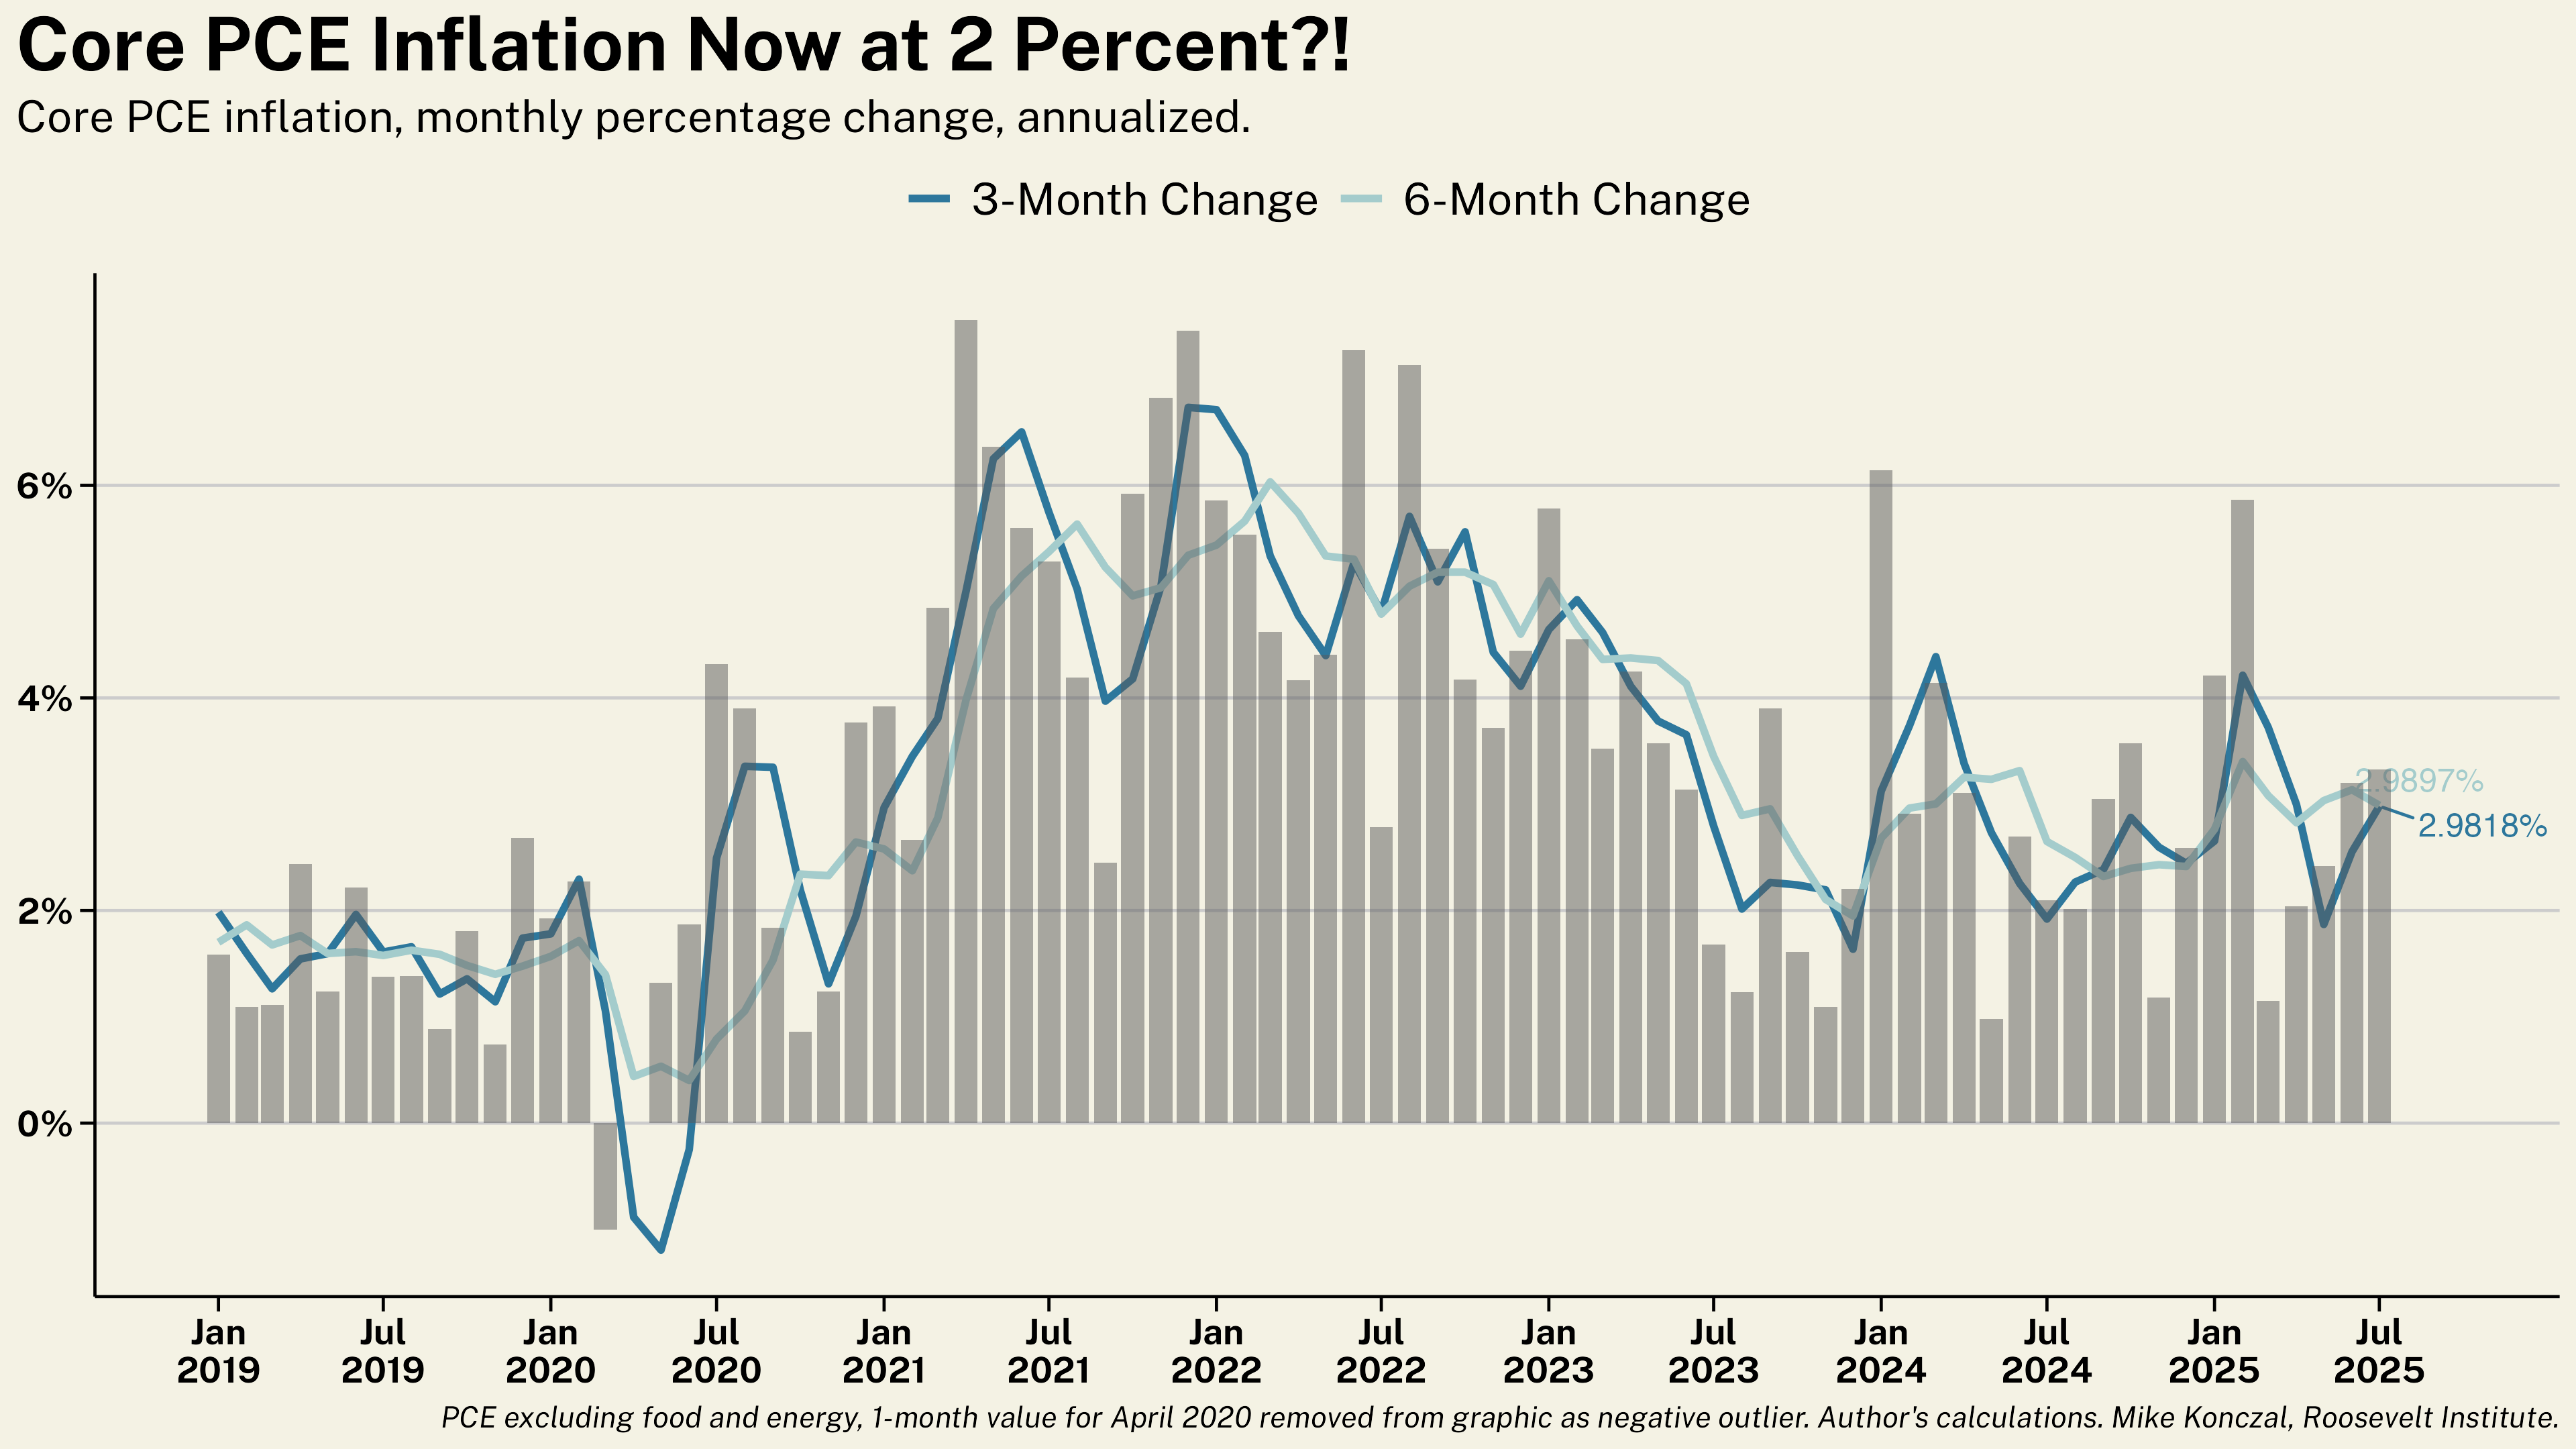 Core PCE Inflation Now at 2 Percent?!
Core PCE inflation, monthly percentage change, annualized.
3-Month Change 6-Month Change
6%
4%
2.9897%
2.9818%
2%
0%
Jan Jul Jan Jul Jan Jul Jan Jul Jan Jul Jan Jul Jan Jul
2019 2019 2020 2020 2021 2021 2022 2022 2023 2023 2024 2024 2025 2025
PCE excluding food and energy, 1-month value for April 2020 removed from graphic as negative outlier. Author's calculations. Mike Konczal, Roosevelt Institute.